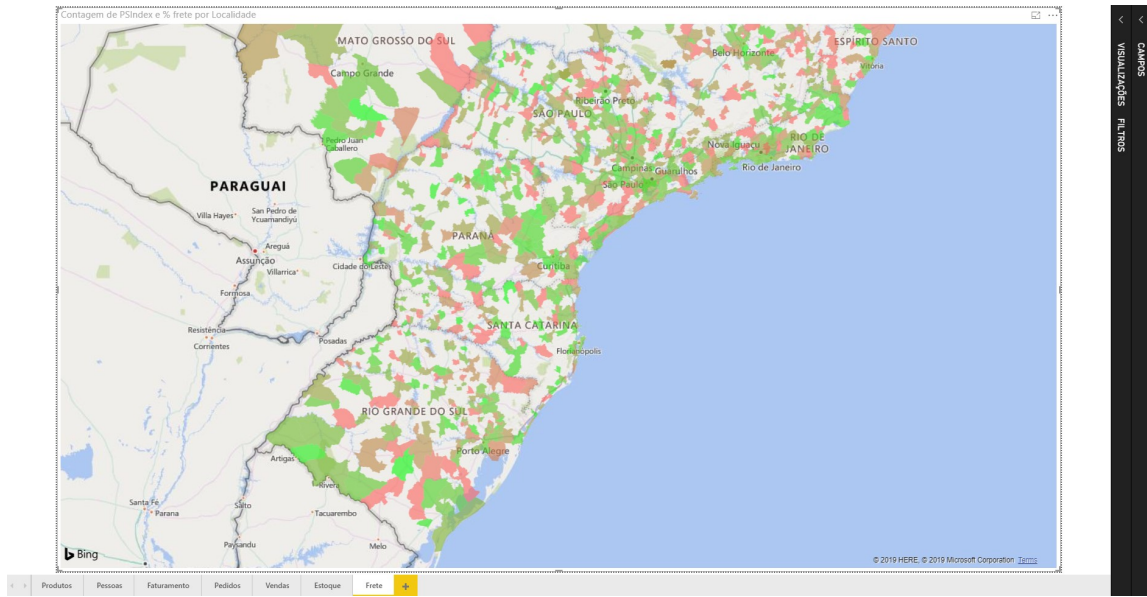 Contagem de PSIndex e % frete por Localidade
MATO GROSSO DO SUL
ESPÍRITO SANTO
Belo Horizonte
Vitória
Campo Grande
Ribeirão Preto
SÃO PAULO
RIO DE
JANEIRO
Pedro Juan
Caballero
Nova Iguaçu
Campinas
Guarulhos
Rio de Janeiro
São Paulo
PARAGUAI
Villa Hayes
San Pedro de
Ycuamandiyú
PARANÁ
Areguá
Assunção
Villarrica
Cidade do Leste
Curitiba
Formosa
Resistência
Corrientes
Posadas
SANTA CATARINA
Florianópolis
RIO GRANDE DO SUL
Porto Alegre
Artigas
Rivera
Santa Fé
Parana
Salto
Tacuarembo
Paysandu
Melo
Bing
© 2019 HERE, © 2019 Microsoft Corporation Terms
VISUALIZAÇÕES
FILTROS
CAMPOS
Produtos
Pessoas
Faturamento
Pedidos
Vendas
Estoque
Frete
+